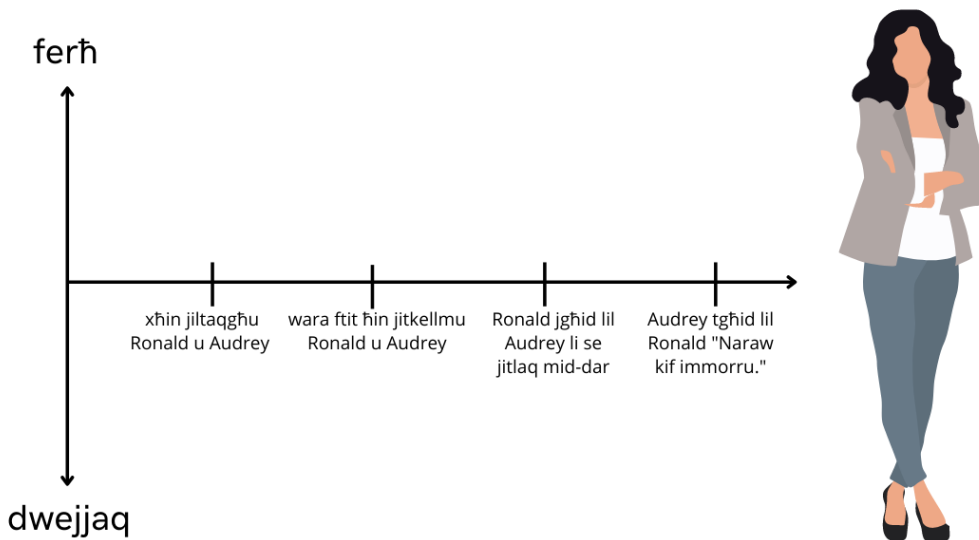 ferħ
xħin jiltaqgħu
Ronald u Audrey
wara ftit ħin jitkellmu
Ronald u Audrey
Ronald jgħid lil
Audrey li se
jitlaq mid-dar
Audrey tgħid lil
Ronald "Naraw
kif immorru."
dwejjaq